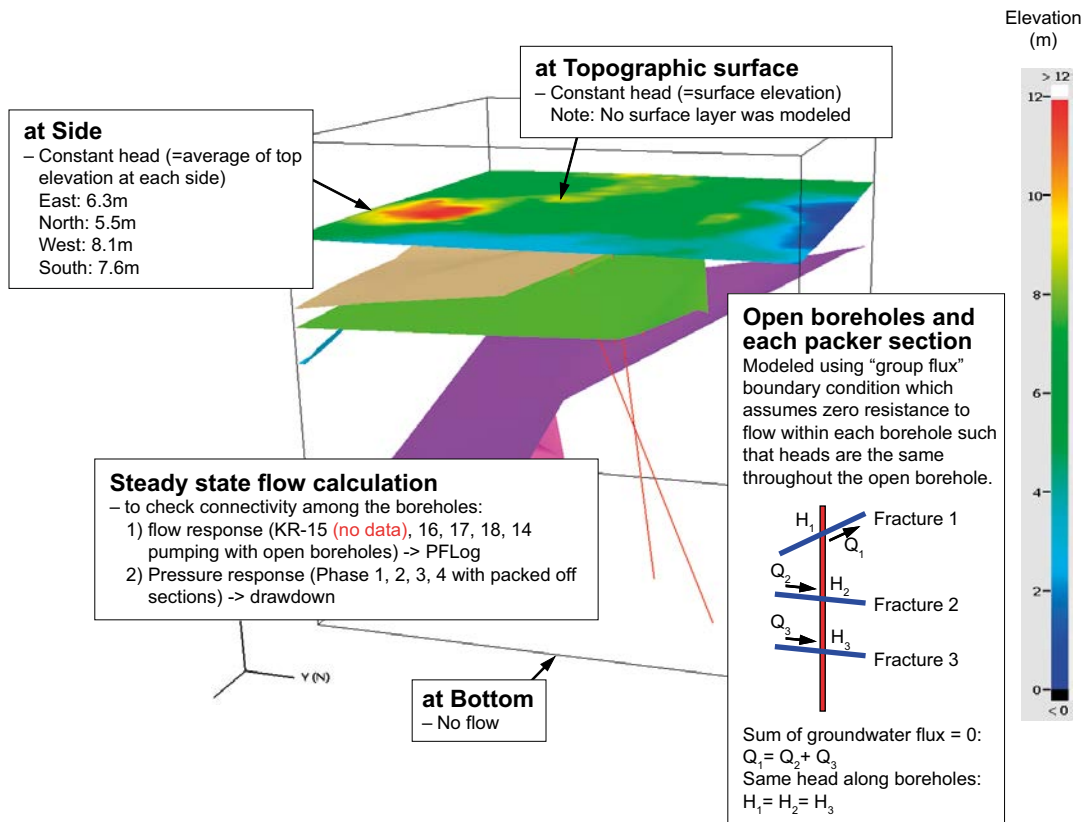 Elevation
(m)
> 12
12
10
8
6
4
2
0
< 0
at Topographic surface
– Constant head (=surface elevation)
Note: No surface layer was modeled
at Side
– Constant head (=average of top
elevation at each side)
East: 6.3m
North: 5.5m
West: 8.1m
South: 7.6m
Open boreholes and
each packer section
Modeled using “group flux”
boundary condition which
assumes zero resistance to
flow within each borehole such
that heads are the same
throughout the open borehole.
H1
Fracture 1
Q1
Q2
H2
Fracture 2
Q3
H3
Fracture 3
Sum of groundwater flux = 0:
Q1= Q2+ Q3
Same head along boreholes:
H1= H2= H3
Steady state flow calculation
– to check connectivity among the boreholes:
1) flow response (KR-15 (no data), 16, 17, 18, 14
pumping with open boreholes) -> PFLog
2) Pressure response (Phase 1, 2, 3, 4 with packed off
sections) -> drawdown
Y (N)
at Bottom
– No flow